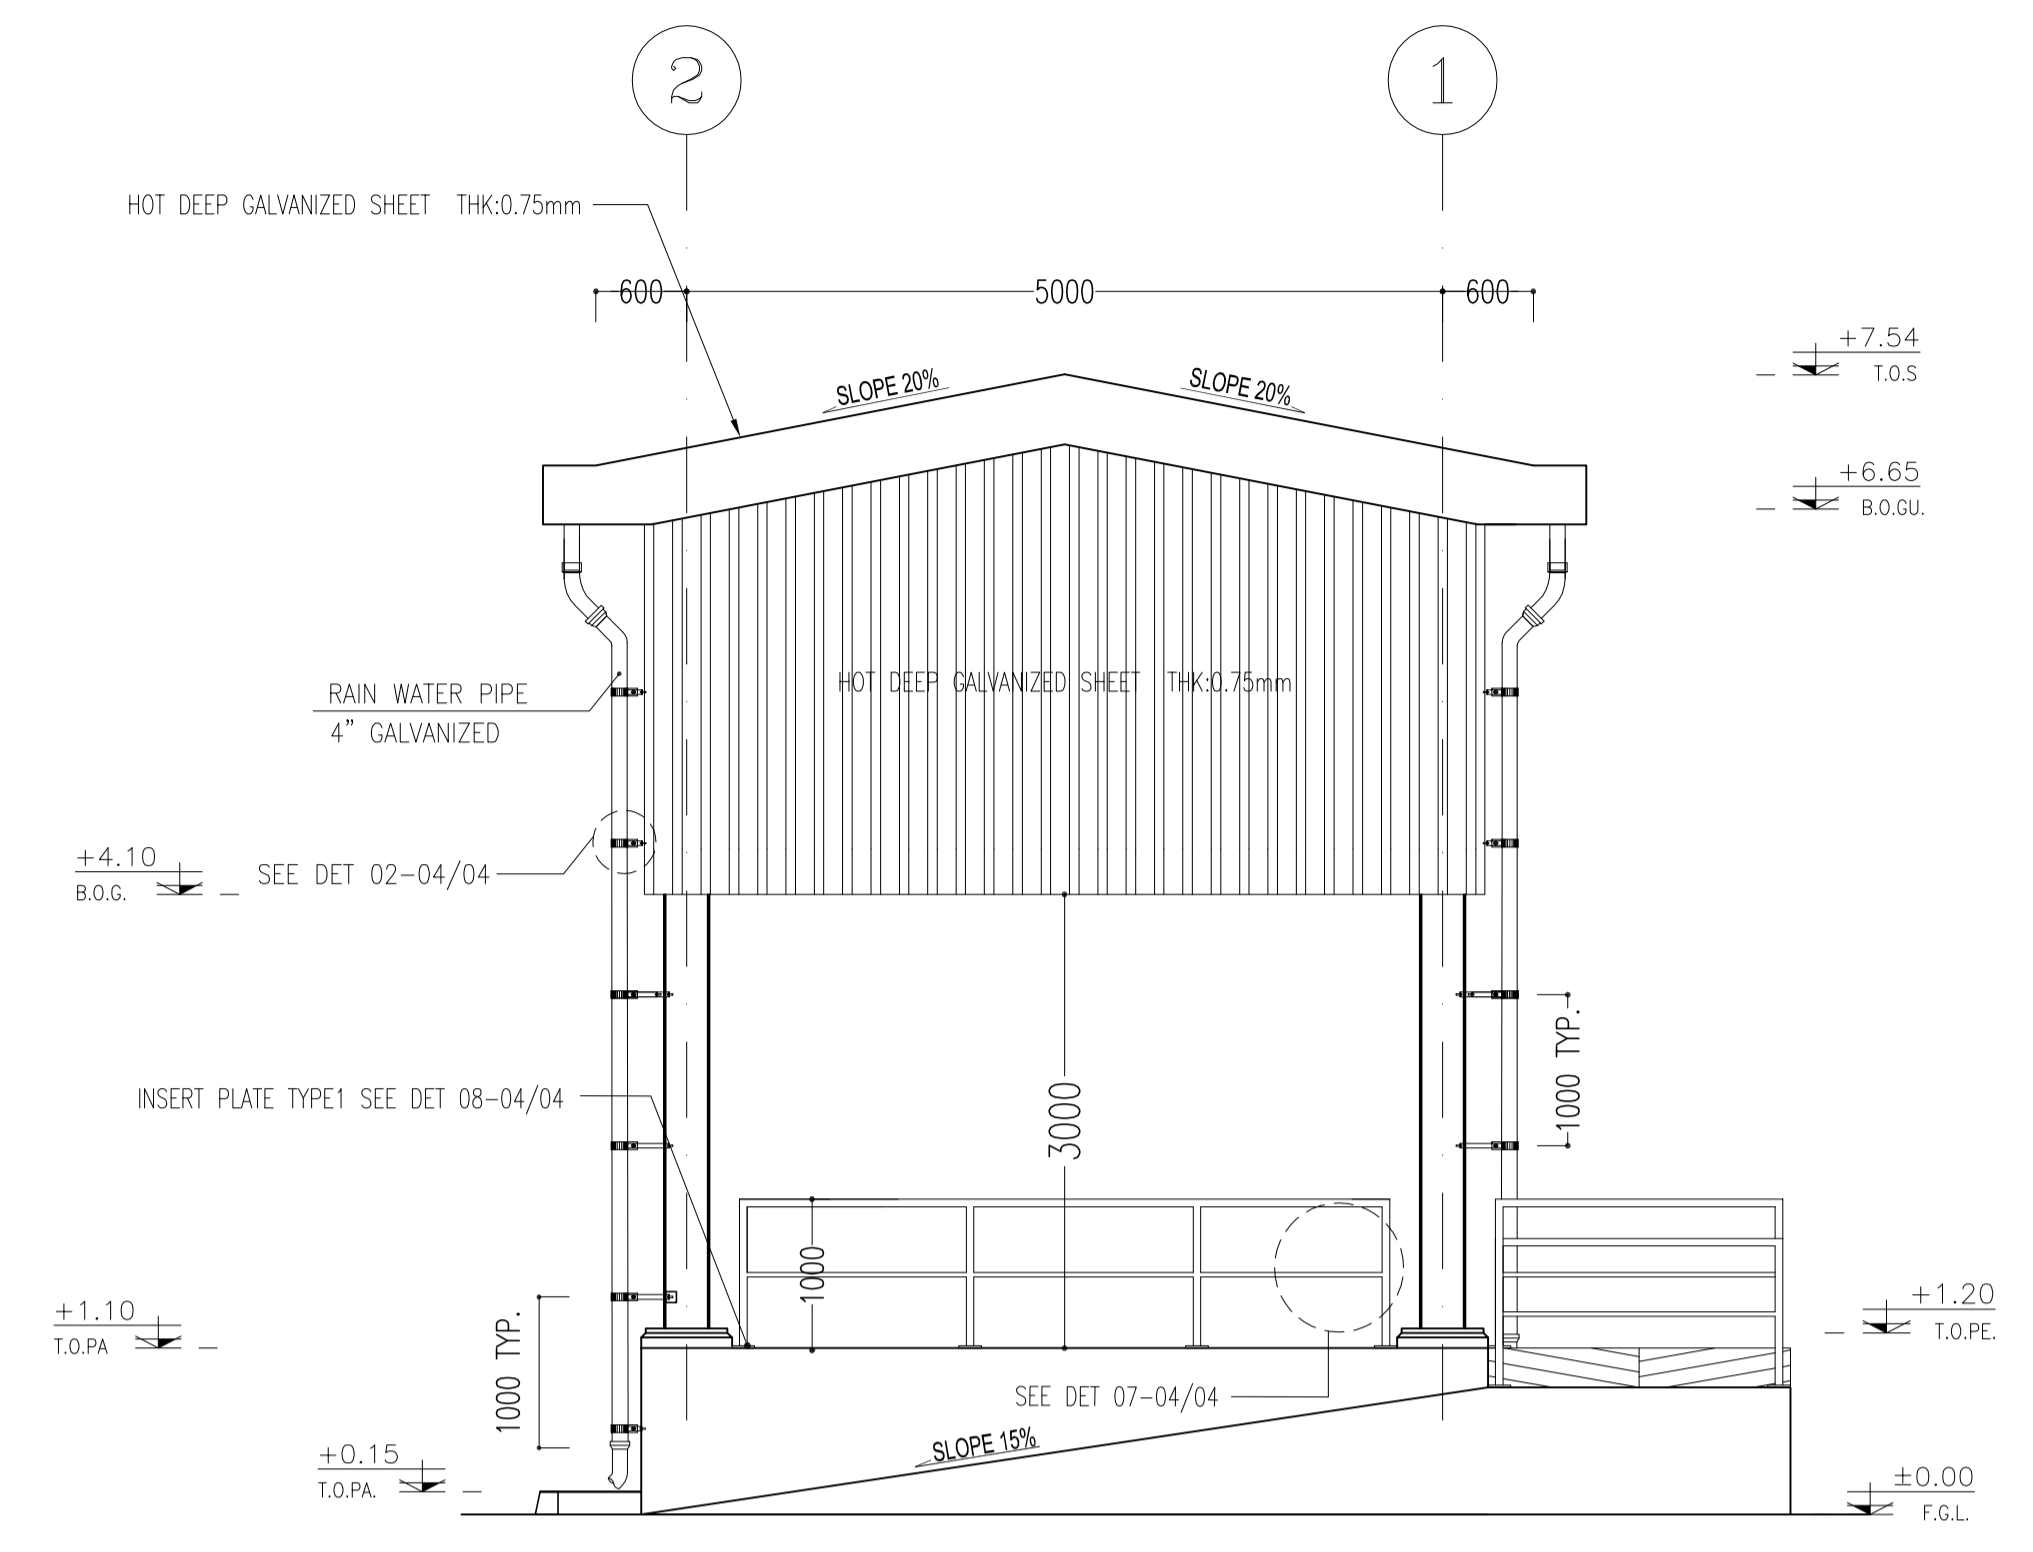 2
1
HOT DEEP GALVANIZED SHEET THK:0.75mm
600
5000
600
+7.54
T.O.S
SLOPE 20%
SLOPE 20%
+6.65
B.O.GU.
HOT DEEP GALVANIZED SHEET THK:0.75mm
RAIN WATER PIPE
4" GALVANIZED
+4.10
B.O.G.
SEE DET 02-04/04
1000 TYP.
INSERT PLATE TYPE1 SEE DET 08-04/04
3000
1000
+1.10
T.O.PA
1000 TYP.
+1.20
T.O.PE.
SEE DET 07-04/04
SLOPE 15%
+0.15
T.O.PA.
±0.00
F.G.L.